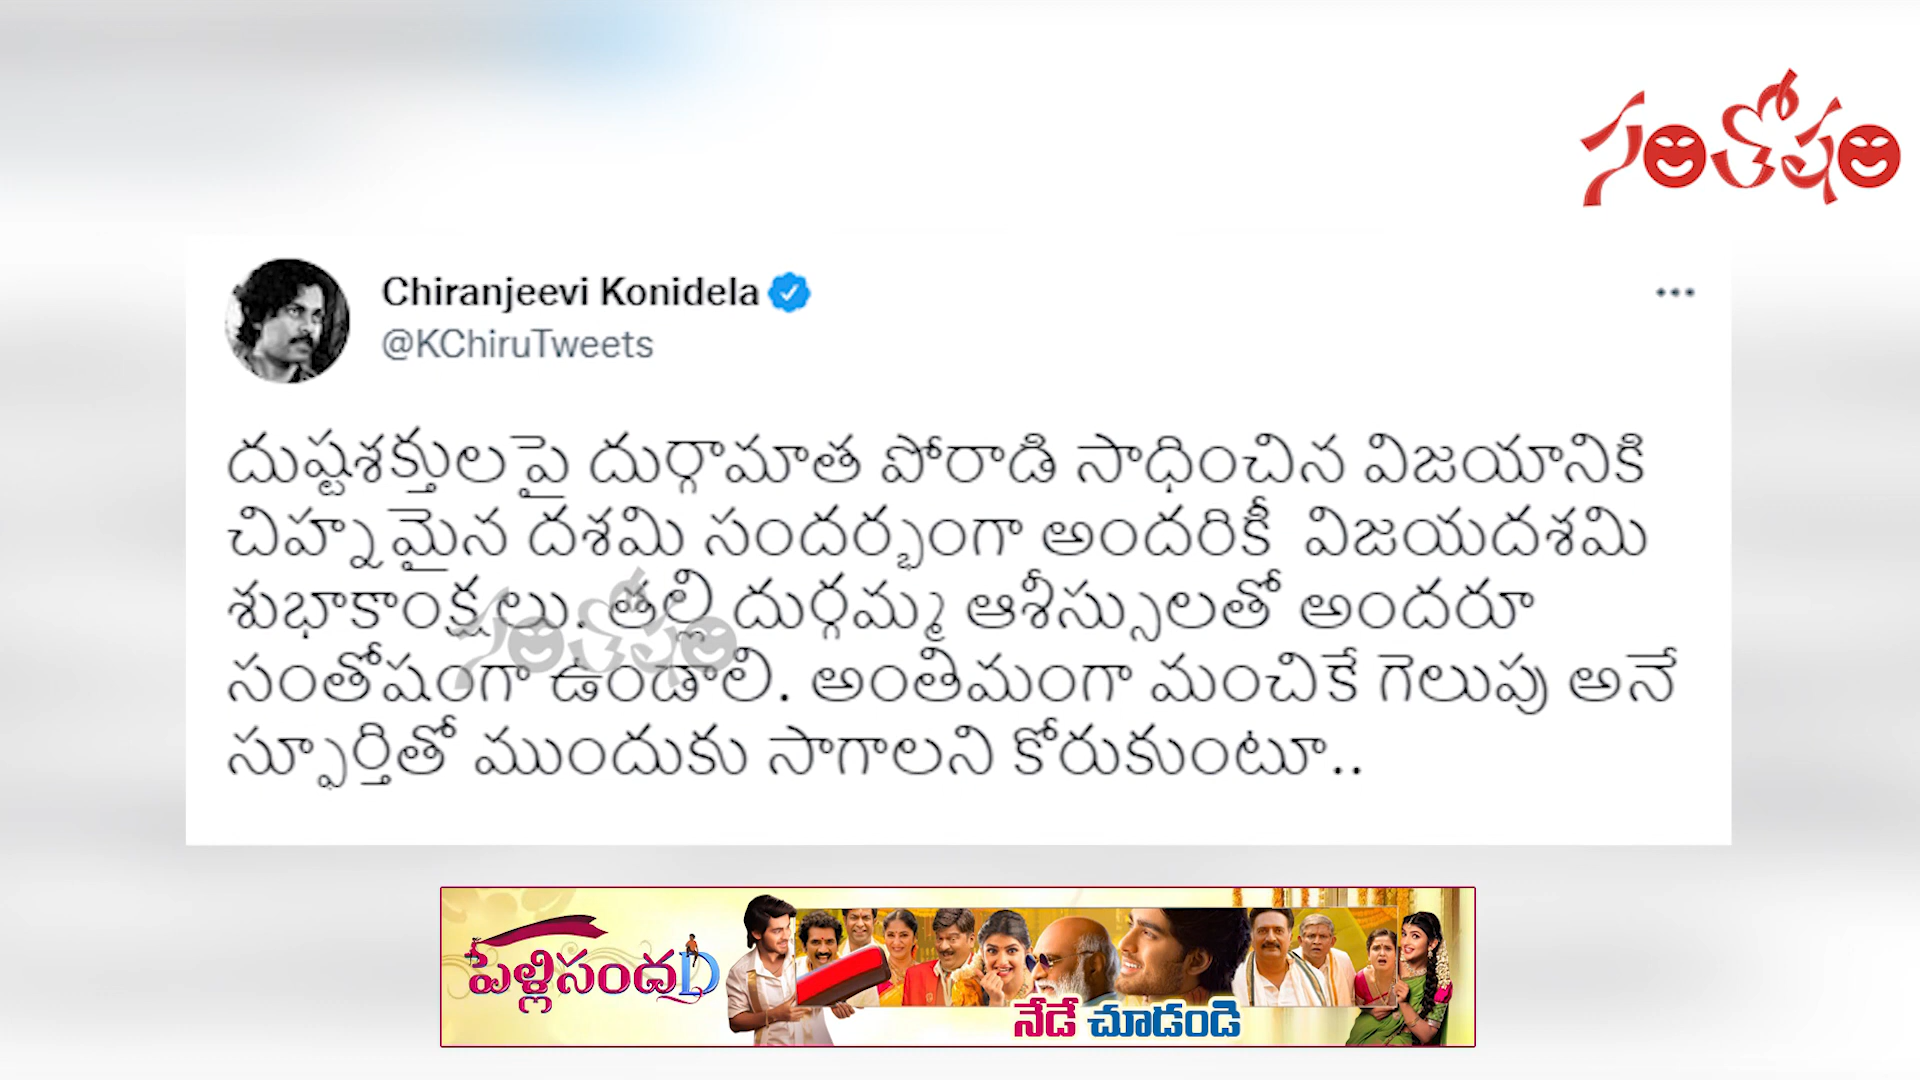 సంతోషం
Chiranjeevi Konidela
@KChiruTweets
దుష్టశక్తులపై దుర్గామాత పోరాడి సాధించిన విజయానికి
చిహ్నమైన దశమి సందర్భంగా అందరికీ విజయదశమి
శుభాకాంక్షలు. తల్లి దుర్గమ్మ ఆశీస్సులతో అందరూ
సంతోషంగా ఉండాలి. అంతిమంగా మంచికే గెలుపు అనే
స్ఫూర్తితో ముందుకు సాగాలని కోరుకుంటూ..
సంతోషం
పెళ్లిసందD
నేడే చూడండి